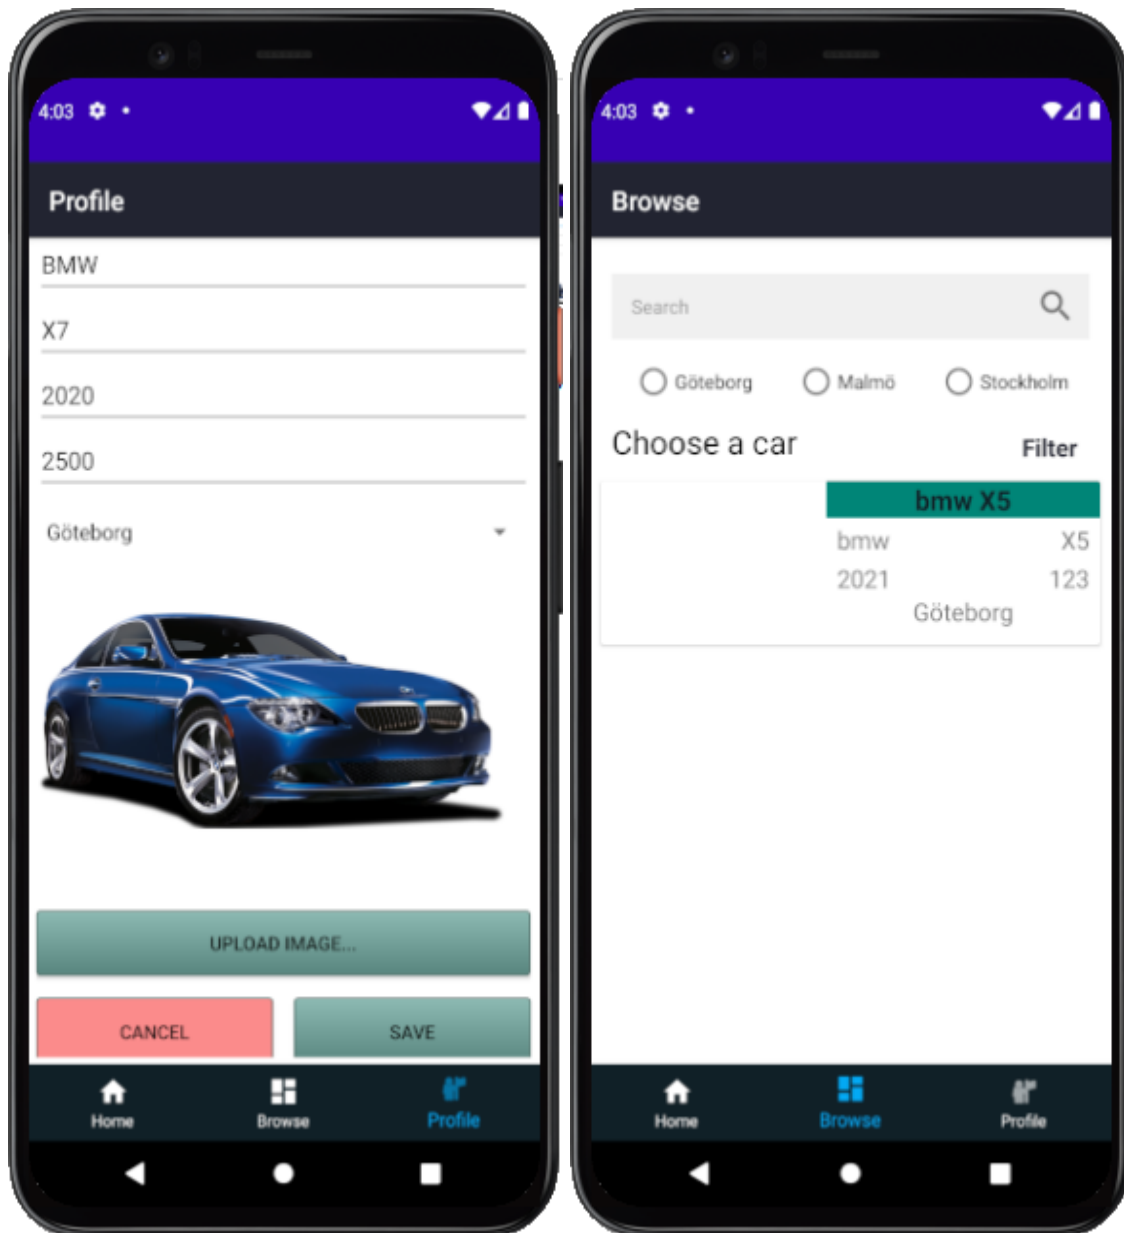 4:03
Profile
BMW
X7
2020
2500
Göteborg
UPLOAD IMAGE...
CANCEL SAVE
Home Browse Profile
4:03
Browse
Search
Göteborg Malmö Stockholm
Choose a car Filter
bmw X5
bmw X5
2021 123
Göteborg
Home Browse Profile